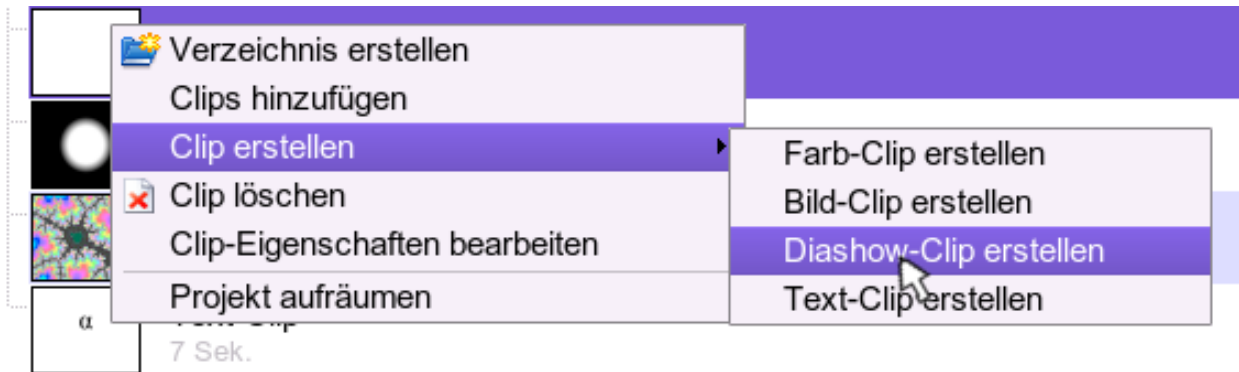 Verzeichnis erstellen
Clips hinzufügen
Clip erstellen
Clip löschen
Clip-Eigenschaften bearbeiten
Projekt aufräumen
Farb-Clip erstellen
Bild-Clip erstellen
Diashow-Clip erstellen
Text-Clip erstellen
α
7 Sek.